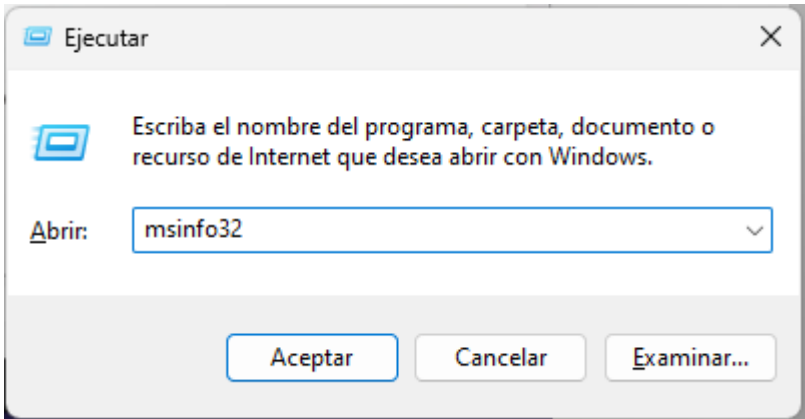 Ejecutar
Escriba el nombre del programa, carpeta, documento o
recurso de Internet que desea abrir con Windows.
Abrir: msinfo32
Aceptar Cancelar Examinar...